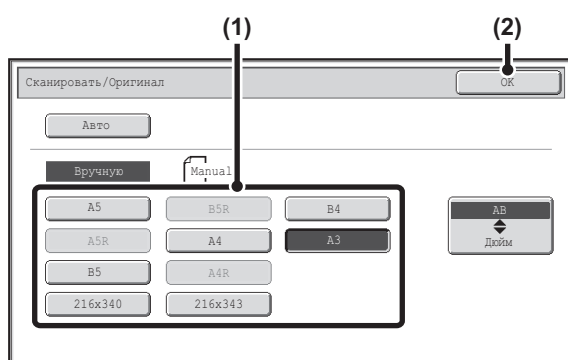 (1) (2)
Сканировать/Оригинал OK
Авто
Вручную Manual
A5 B5R B4 AB
A5R A4 A3 Дюйм
B5 A4R
216x340 216x343